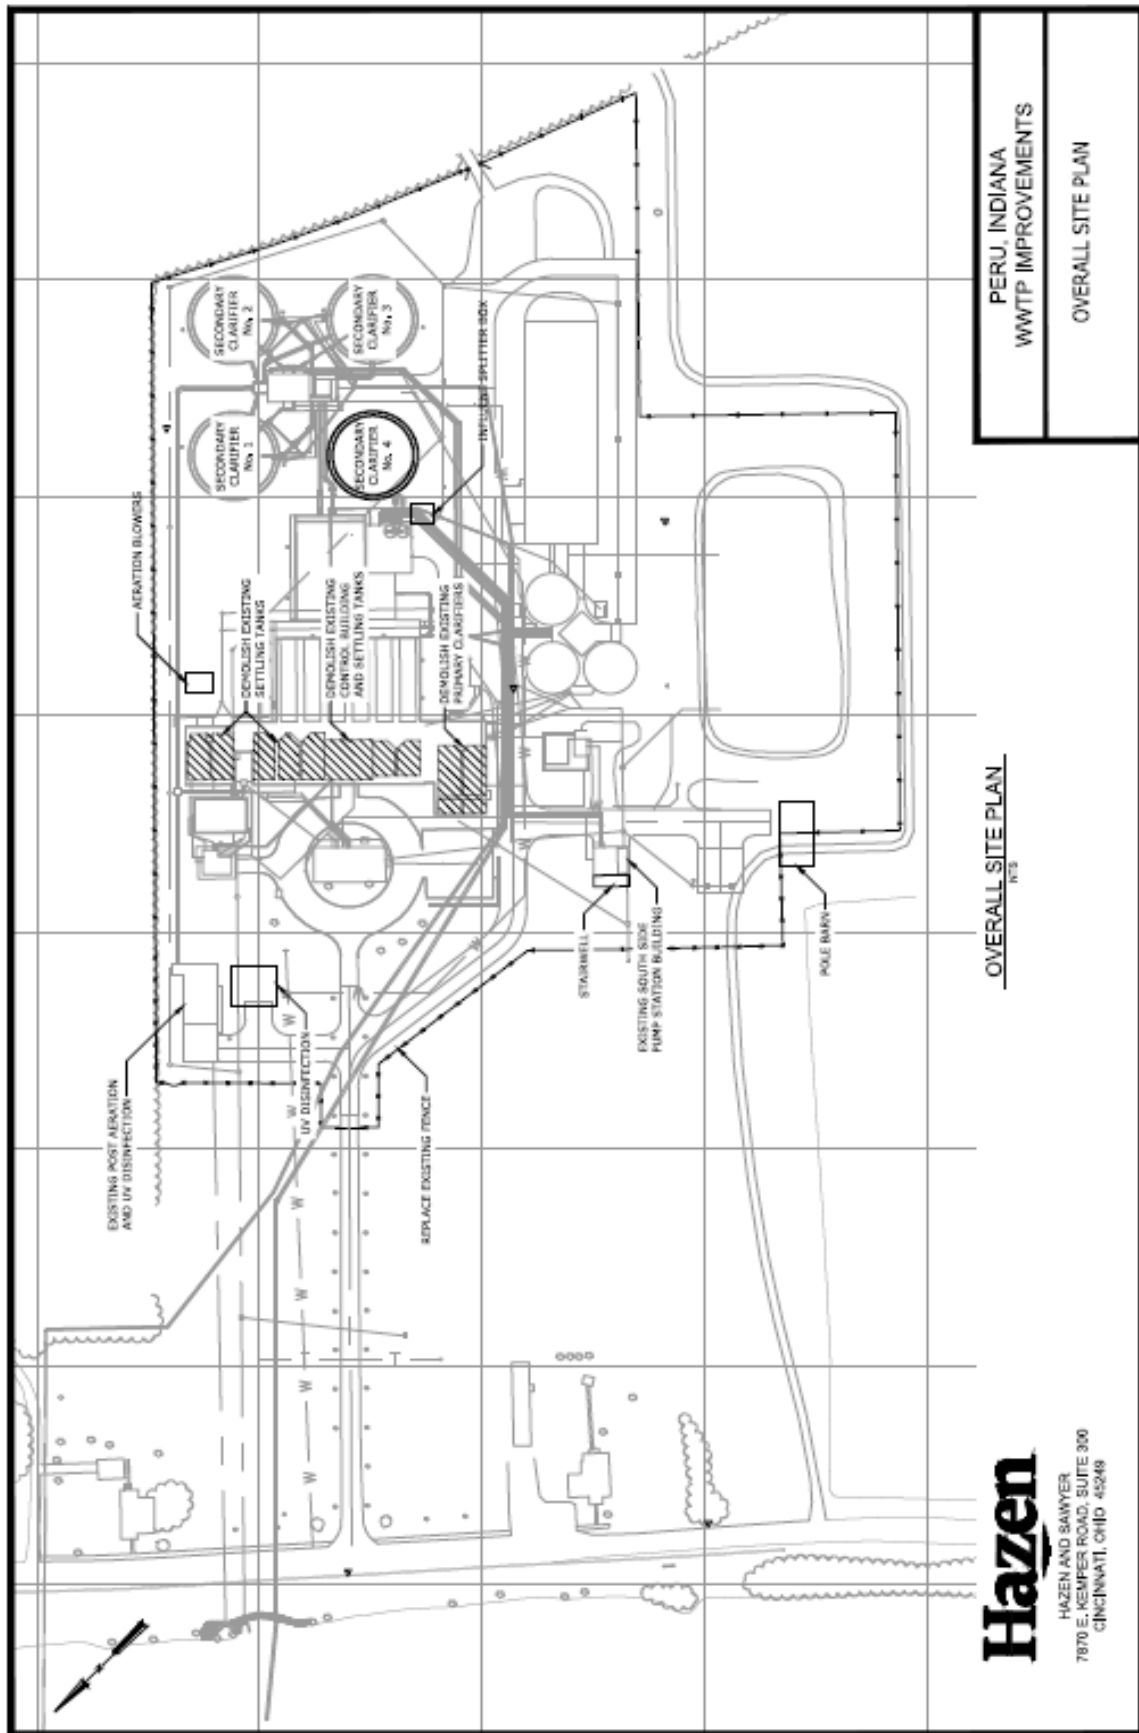 AERATION BLOWERS
SECONDARY
CLARIFIER
No. 1
SECONDARY
CLARIFIER
No. 2
SECONDARY
CLARIFIER
No. 3
SECONDARY
CLARIFIER
No. 4
INFLUENT SPLITTER BOX
DEMOLISH EXISTING
SETTLING TANKS
DEMOLISH EXISTING
CONTROL BUILDING
AND SETTLING TANKS
DEMOLISH EXISTING
PRIMARY CLARIFIERS
EXISTING POST AERATION
AND UV DISINFECTION
UV DISINFECTION
REPLACE EXISTING FENCE
STAIRWELL
EXISTING SOUTH SIDE
PUMP STATION BUILDING
POLE BARN
W
W
W
W
W
W
W
W
W
W
T
T
OVERALL SITE PLAN
NTS
Hazen
HAZEN AND SAWYER
7870 E. KEMPER ROAD, SUITE 300
CINCINNATI, OHIO 45249
PERU, INDIANA
WWTP IMPROVEMENTS
OVERALL SITE PLAN